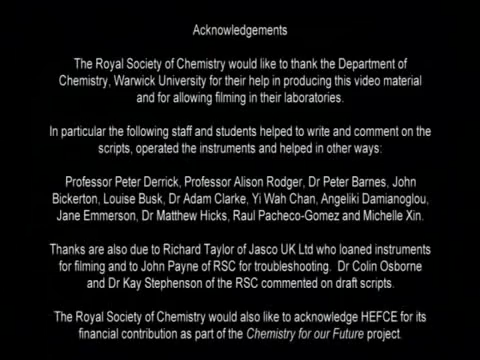 Acknowledgements
The Royal Society of Chemistry would like to thank the Department of
Chemistry, Warwick University for their help in producing this video material
and for allowing filming in their laboratories.
In particular the following staff and students helped to write and comment on the
scripts, operated the instruments and helped in other ways:
Professor Peter Derrick, Professor Alison Rodger, Dr Peter Barnes, John
Bickerton, Louise Busk, Dr Adam Clarke, Yi Wah Chan, Angeliki Damianoglou,
Jane Emmerson, Dr Matthew Hicks, Raul Pacheco-Gomez and Michelle Xin.
Thanks are also due to Richard Taylor of Jasco UK Ltd who loaned instruments
for filming and to John Payne of RSC for troubleshooting. Dr Colin Osborne
and Dr Kay Stephenson of the RSC commented on draft scripts.
The Royal Society of Chemistry would also like to acknowledge HEFCE for its
financial contribution as part of the Chemistry for our Future project.